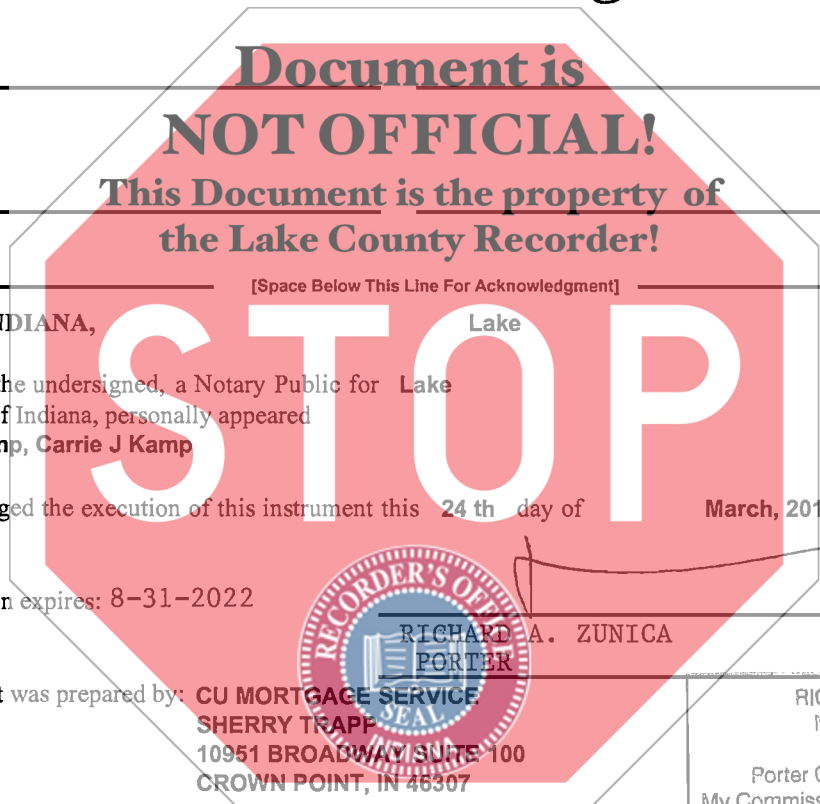 Document is
NOT OFFICIAL!
This Document is the property of
the Lake County Recorder!
[Space Below This Line For Acknowledgment]
NDIANA, Lake
STOP
he undersigned, a Notary Public for Lake
f Indiana, personally appeared
mp, Carrie J Kamp
ged the execution of this instrument this 24 th day of March, 201
n expires: 8-31-2022
RECORDER'S OFFICE
SEAL
INDIANA
RICHARD A. ZUNICA
PORTER
t was prepared by: CU MORTGAGE SERVICE
SHERRY TRAPP
10951 BROADWAY SUITE 100
CROWN POINT, IN 46307
RIC
Porter C
My Commiss